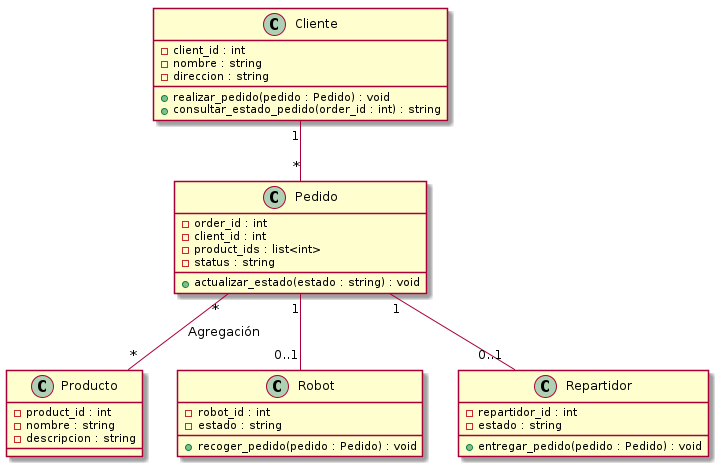 C Cliente
client_id : int
nombre : string
direccion : string
realizar_pedido(pedido : Pedido) : void
consultar_estado_pedido(order_id : int) : string
1
*
C Pedido
order_id : int
client_id : int
product_ids : list<int>
status : string
actualizar_estado(estado : string) : void
* 1 1
Agregación
* 0..1 0..1
C Producto
product_id : int
nombre : string
descripcion : string
C Robot
robot_id : int
estado : string
recoger_pedido(pedido : Pedido) : void
C Repartidor
repartidor_id : int
estado : string
entregar_pedido(pedido : Pedido) : void